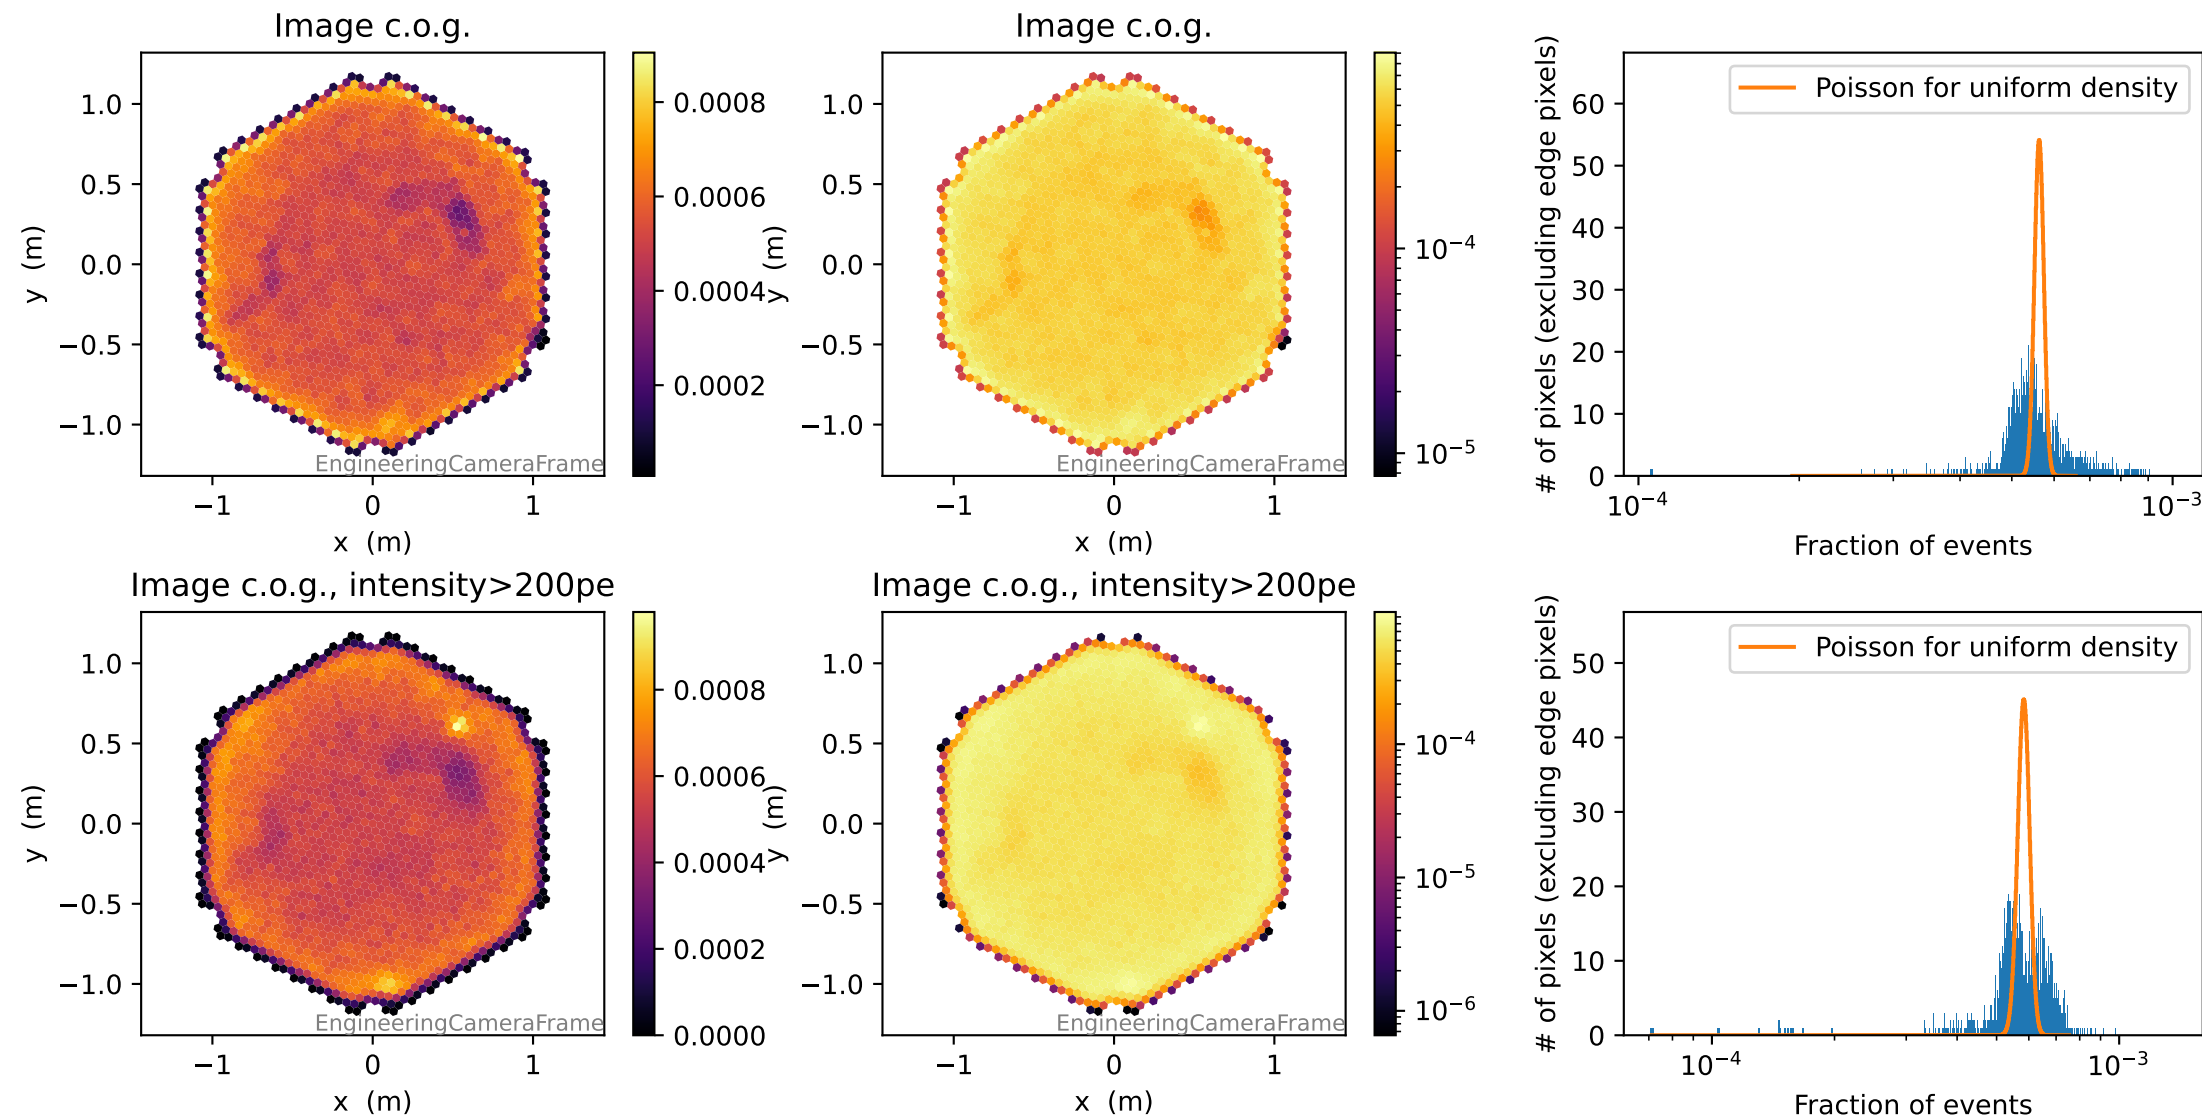 Image c.o.g.
1.0
0.5
0.0
−0.5
−1.0
y (m)
−1
0
1
x (m)
EngineeringCameraFrame
0.0008
0.0006
0.0004
0.0002
Image c.o.g.
1.0
0.5
0.0
−0.5
−1.0
y (m)
−1
0
1
x (m)
EngineeringCameraFrame
10⁻⁴
10⁻⁵
Poisson for uniform density
# of pixels (excluding edge pixels)
60
50
40
30
20
10
0
10⁻⁴
10⁻³
Fraction of events
Image c.o.g., intensity>200pe
1.0
0.5
0.0
−0.5
−1.0
y (m)
−1
0
1
x (m)
EngineeringCameraFrame
0.0008
0.0006
0.0004
0.0002
0.0000
Image c.o.g., intensity>200pe
1.0
0.5
0.0
−0.5
−1.0
y (m)
−1
0
1
x (m)
EngineeringCameraFrame
10⁻⁴
10⁻⁵
10⁻⁶
Poisson for uniform density
# of pixels (excluding edge pixels)
50
40
30
20
10
0
10⁻⁴
10⁻³
Fraction of events